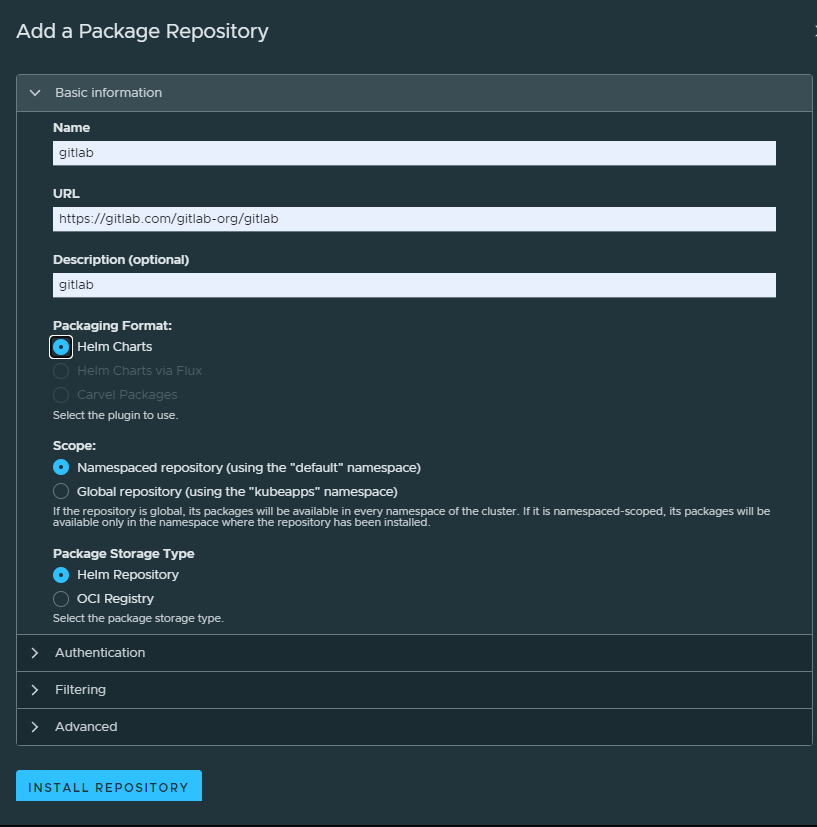 Add a Package Repository
Basic information
Name
gitlab
URL
https://gitlab.com/gitlab-org/gitlab
Description (optional)
gitlab
Packaging Format:
Helm Charts
Helm Charts via Flux
Carvel Packages
Select the plugin to use.
Scope:
Namespaced repository (using the "default" namespace)
Global repository (using the "kubeapps" namespace)
If the repository is global, its packages will be available in every namespace of the cluster. If it is namespaced-scoped, its packages will be
available only in the namespace where the repository has been installed.
Package Storage Type
Helm Repository
OCI Registry
Select the package storage type.
Authentication
Filtering
Advanced
INSTALL REPOSITORY